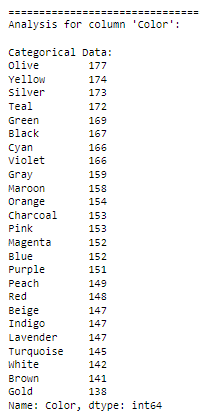 ==============================
Analysis for column 'Color':

Categorical Data:
Olive 177
Yellow 174
Silver 173
Teal 172
Green 169
Black 167
Cyan 166
Violet 166
Gray 159
Maroon 158
Orange 154
Charcoal 153
Pink 153
Magenta 152
Blue 152
Purple 151
Peach 149
Red 148
Beige 147
Indigo 147
Lavender 147
Turquoise 145
White 142
Brown 141
Gold 138
Name: Color, dtype: int64